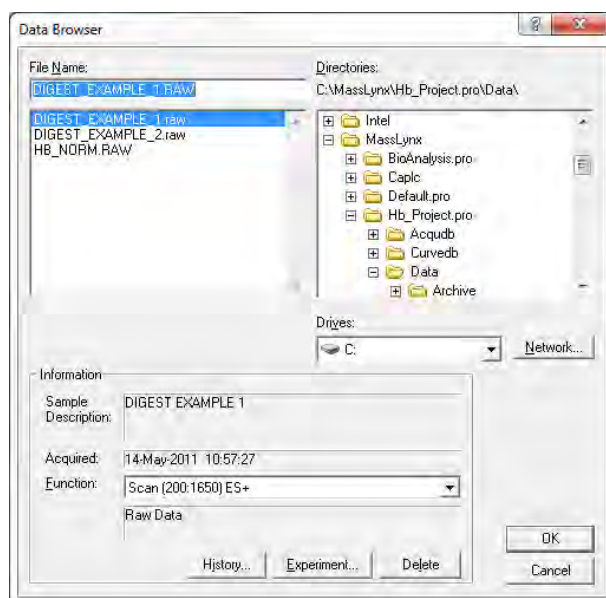 Data Browser
File Name:
DIGEST_EXAMPLE_1.RAW
DIGEST_EXAMPLE_1.raw
DIGEST_EXAMPLE_2.raw
HB_NORM.RAW
Directories:
C:\MassLynx\Hb_Project.pro\Data\
Intel
MassLynx
BioAnalysis.pro
Caplc
Default.pro
Hb_Project.pro
Acqudb
Curvedb
Data
Archive
Drives:
C:
Network...
Information
Sample Description:
DIGEST EXAMPLE 1
Acquired:
14-May-2011 10:57:27
Function:
Scan (200:1650) ES+
Raw Data
History...
Experiment...
Delete
OK
Cancel